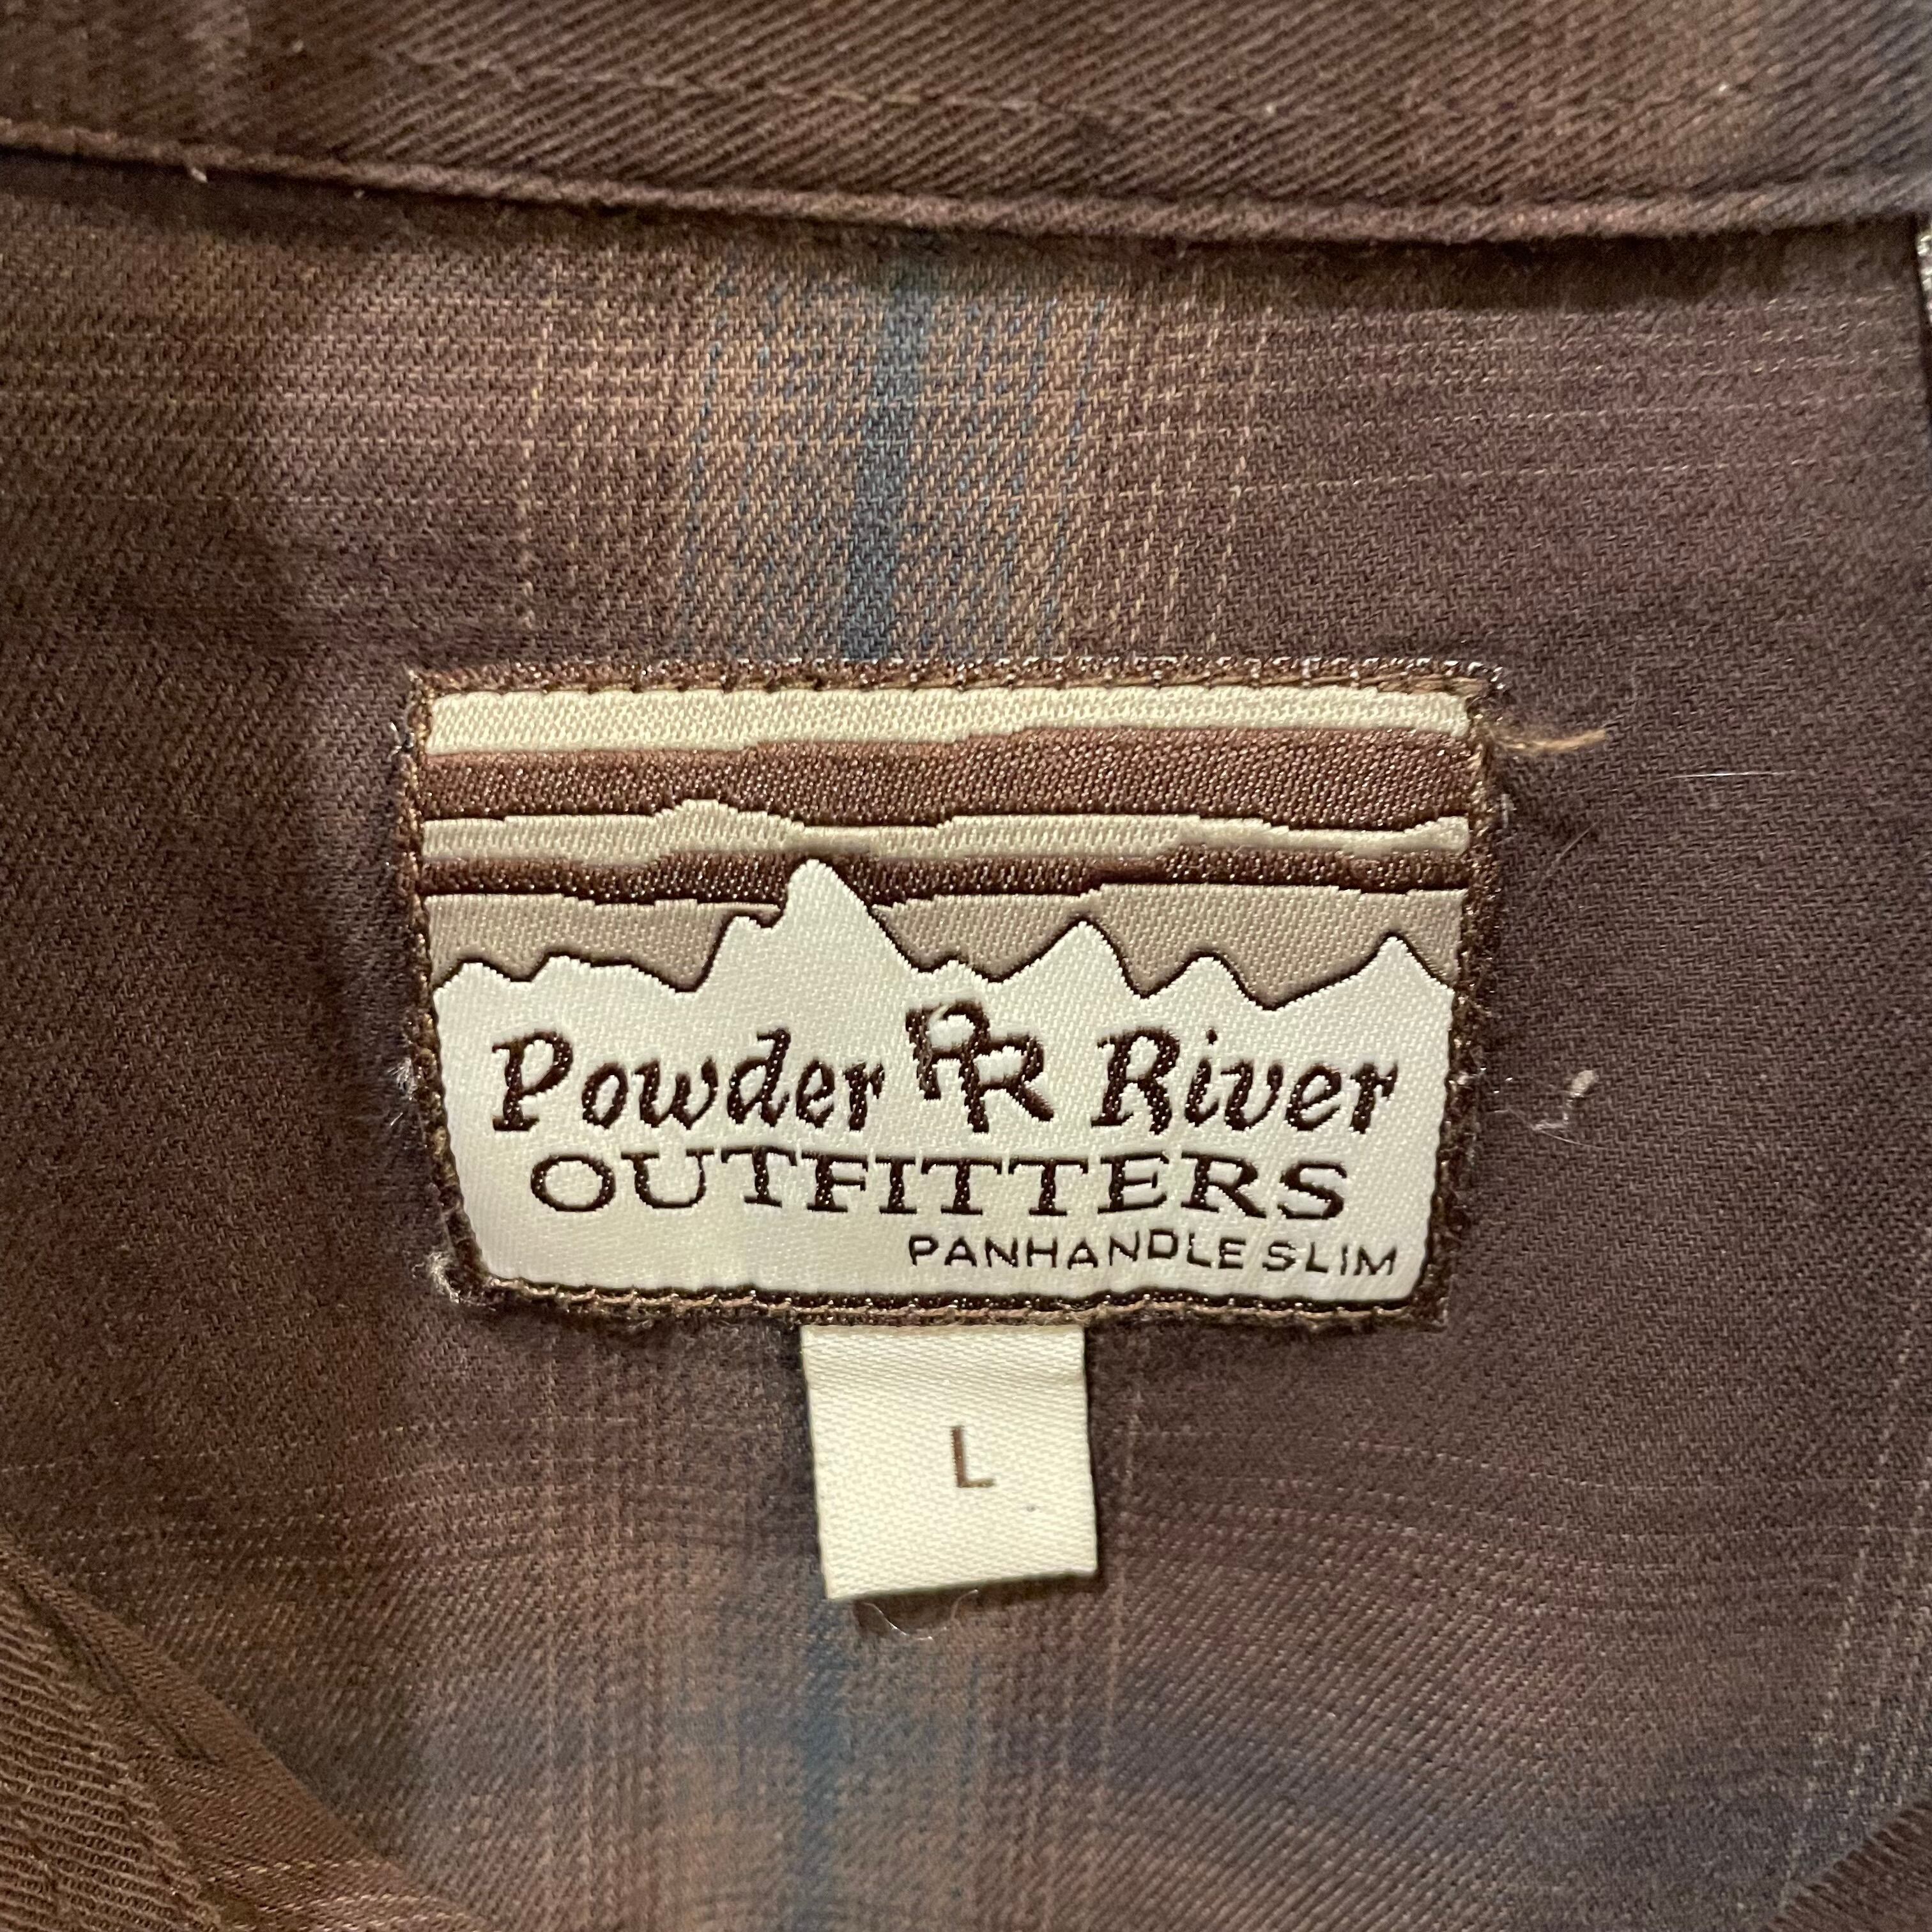 Powder PR River
OUTFITTERS
PANHANDLE SLIM
L